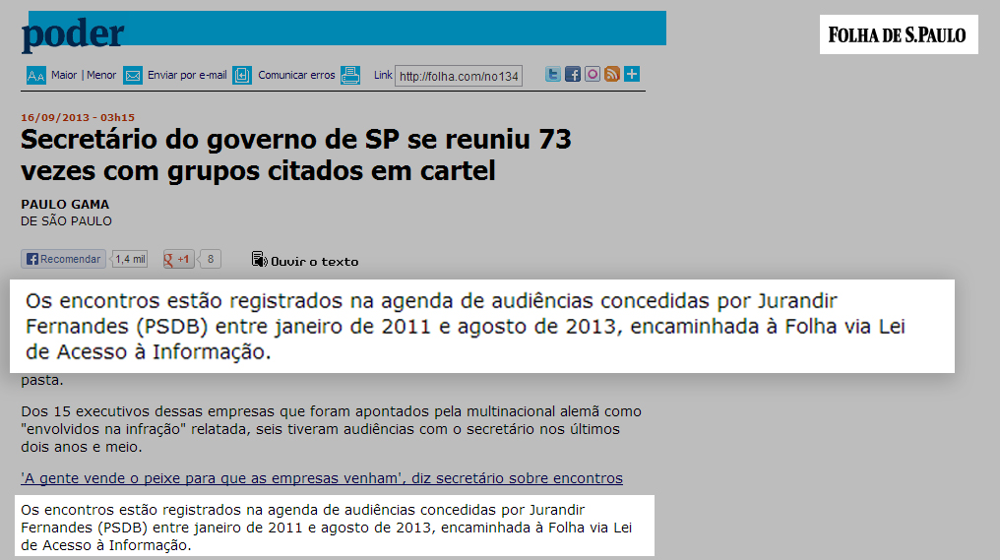 poder
FOLHA DE S.PAULO
Maior | Menor Enviar por e-mail Comunicar erros Link http://folha.com/no134
16/09/2013 - 03h15
Secretário do governo de SP se reuniu 73
vezes com grupos citados em cartel
PAULO GAMA
DE SÃO PAULO
Recomendar 1,4 mil +1 8 Ouvir o texto
Os encontros estão registrados na agenda de audiências concedidas por Jurandir
Fernandes (PSDB) entre janeiro de 2011 e agosto de 2013, encaminhada à Folha via Lei
de Acesso à Informação.
pasta.
Dos 15 executivos dessas empresas que foram apontados pela multinacional alemã como
"envolvidos na infração" relatada, seis tiveram audiências com o secretário nos últimos
dois anos e meio.
'A gente vende o peixe para que as empresas venham', diz secretário sobre encontros
Os encontros estão registrados na agenda de audiências concedidas por Jurandir
Fernandes (PSDB) entre janeiro de 2011 e agosto de 2013, encaminhada à Folha via Lei
de Acesso à Informação.